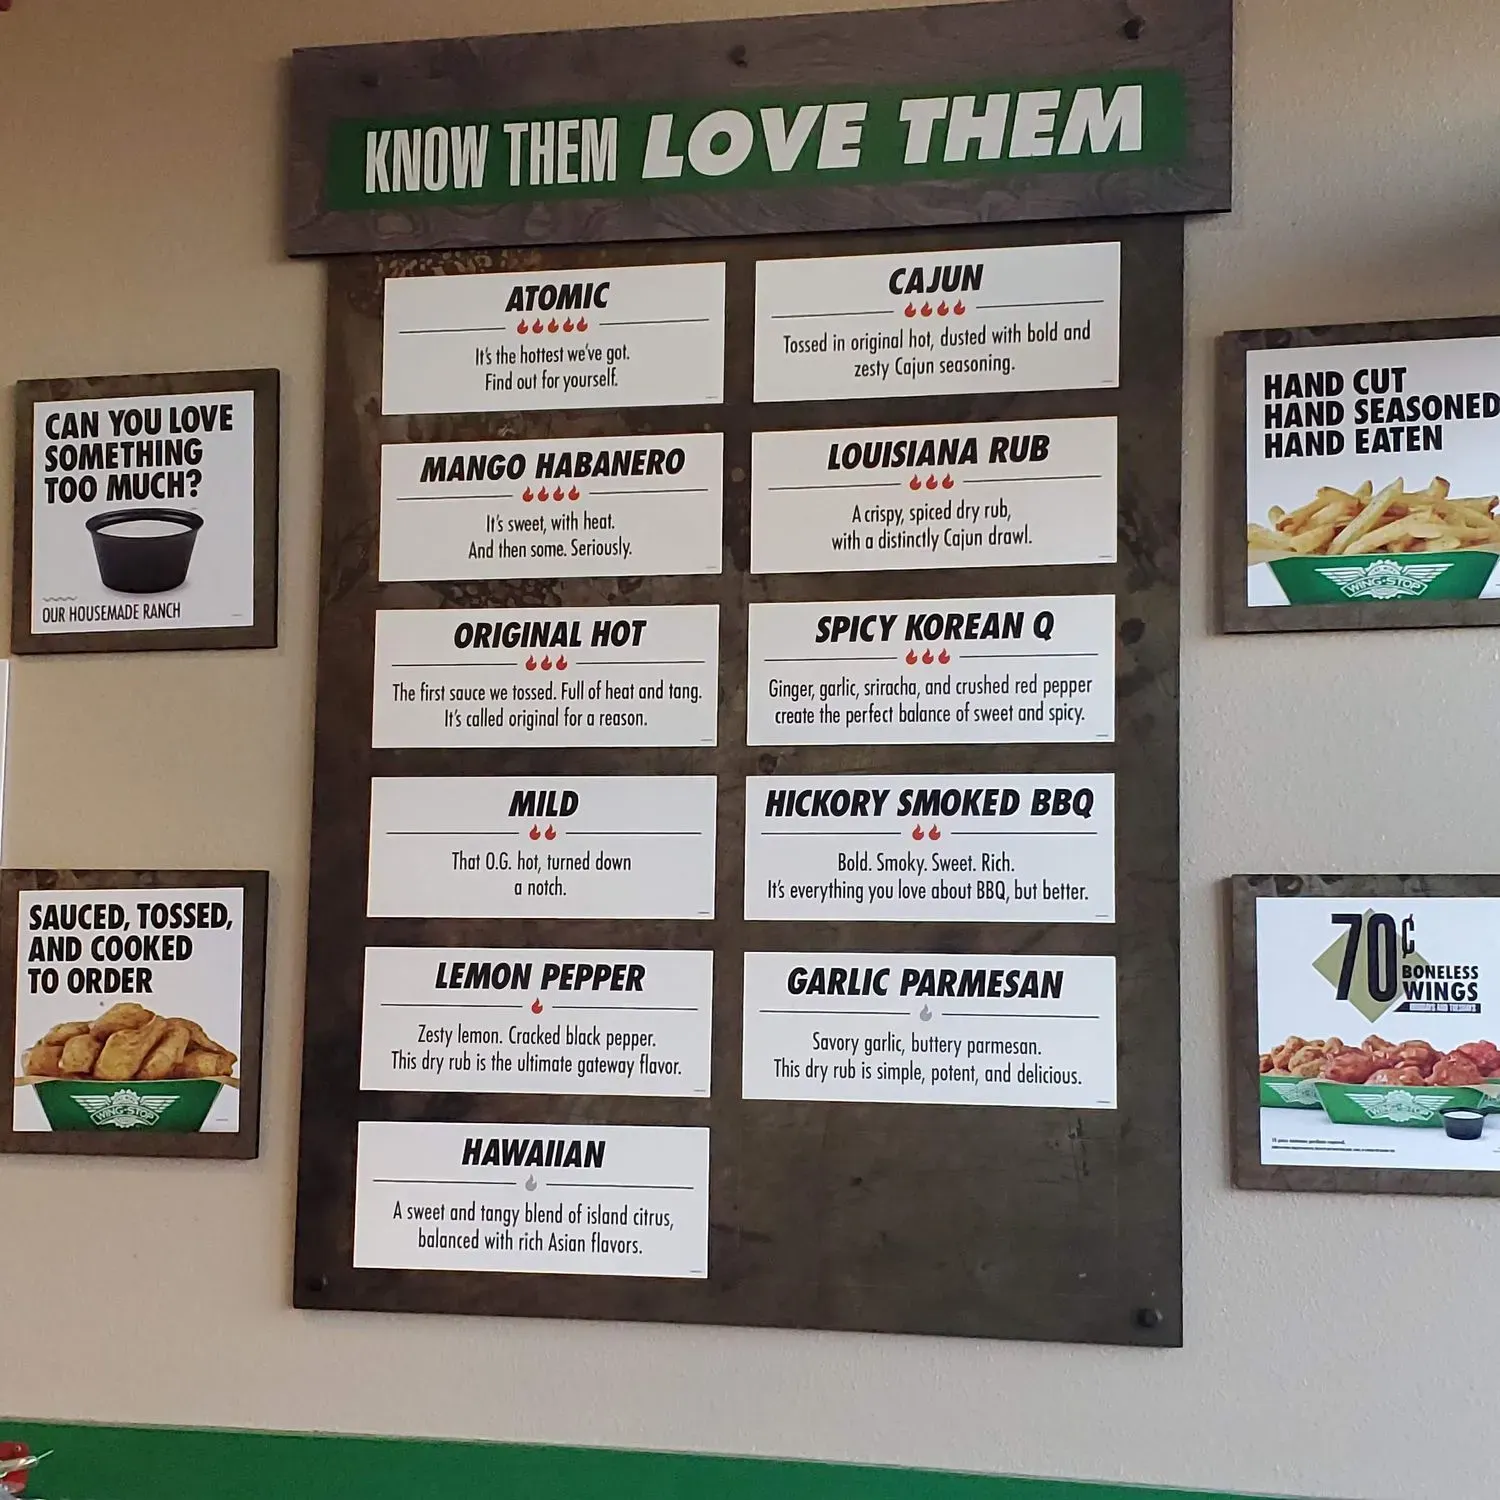 KNOW THEM LOVE THEM
ATOMIC
It's the hottest we've got.
Find out for yourself.
CAJUN
Tossed in original hot, dusted with bold and
zesty Cajun seasoning.
MANGO HABANERO
It's sweet, with heat.
And then some. Seriously.
LOUISIANA RUB
A crispy, spiced dry rub,
with a distinctly Cajun drawl.
ORIGINAL HOT
The first sauce we tossed. Full of heat and tang.
It's called original for a reason.
SPICY KOREAN Q
Ginger, garlic, sriracha, and crushed red pepper
create the perfect balance of sweet and spicy.
MILD
That O.G. hot, turned down
a notch.
HICKORY SMOKED BBQ
Bold. Smoky. Sweet. Rich.
It's everything you love about BBQ, but better.
LEMON PEPPER
Zesty lemon. Cracked black pepper.
This dry rub is the ultimate gateway flavor.
GARLIC PARMESAN
Savory garlic, buttery parmesan.
This dry rub is simple, potent, and delicious.
HAWAIIAN
A sweet and tangy blend of island citrus,
balanced with rich Asian flavors.
CAN YOU LOVE
SOMETHING
TOO MUCH?
OUR HOUSEMADE RANCH
SAUCED, TOSSED,
AND COOKED
TO ORDER
WING·STOP
HAND CUT
HAND SEASONED
HAND EATEN
WING·STOP
70¢
BONELESS
WINGS
MONDAYS AND TUESDAYS
WING·STOP